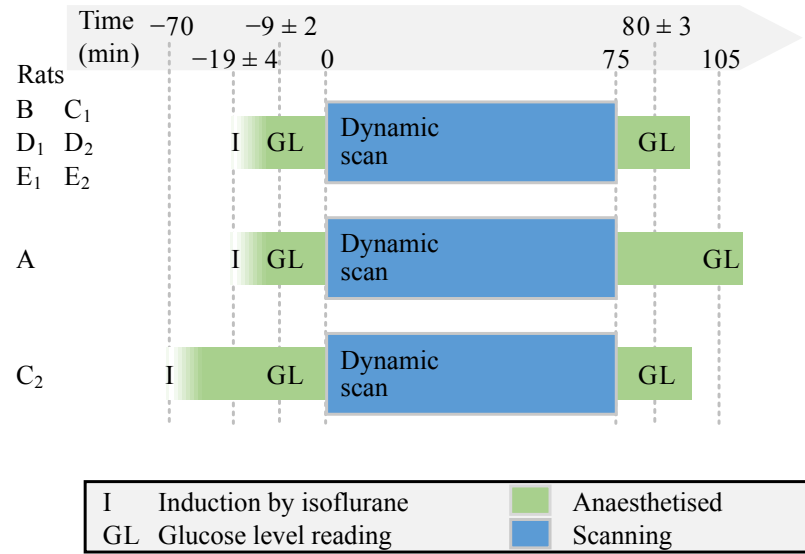 Time −70 −9 ± 2 80 ± 3
(min) −19 ± 4 0 75 105
Rats
B C₁
D₁ D₂
E₁ E₂
I GL Dynamic scan GL
A I GL Dynamic scan GL
C₂ I GL Dynamic scan GL
I Induction by isoflurane Anaesthetised
GL Glucose level reading Scanning